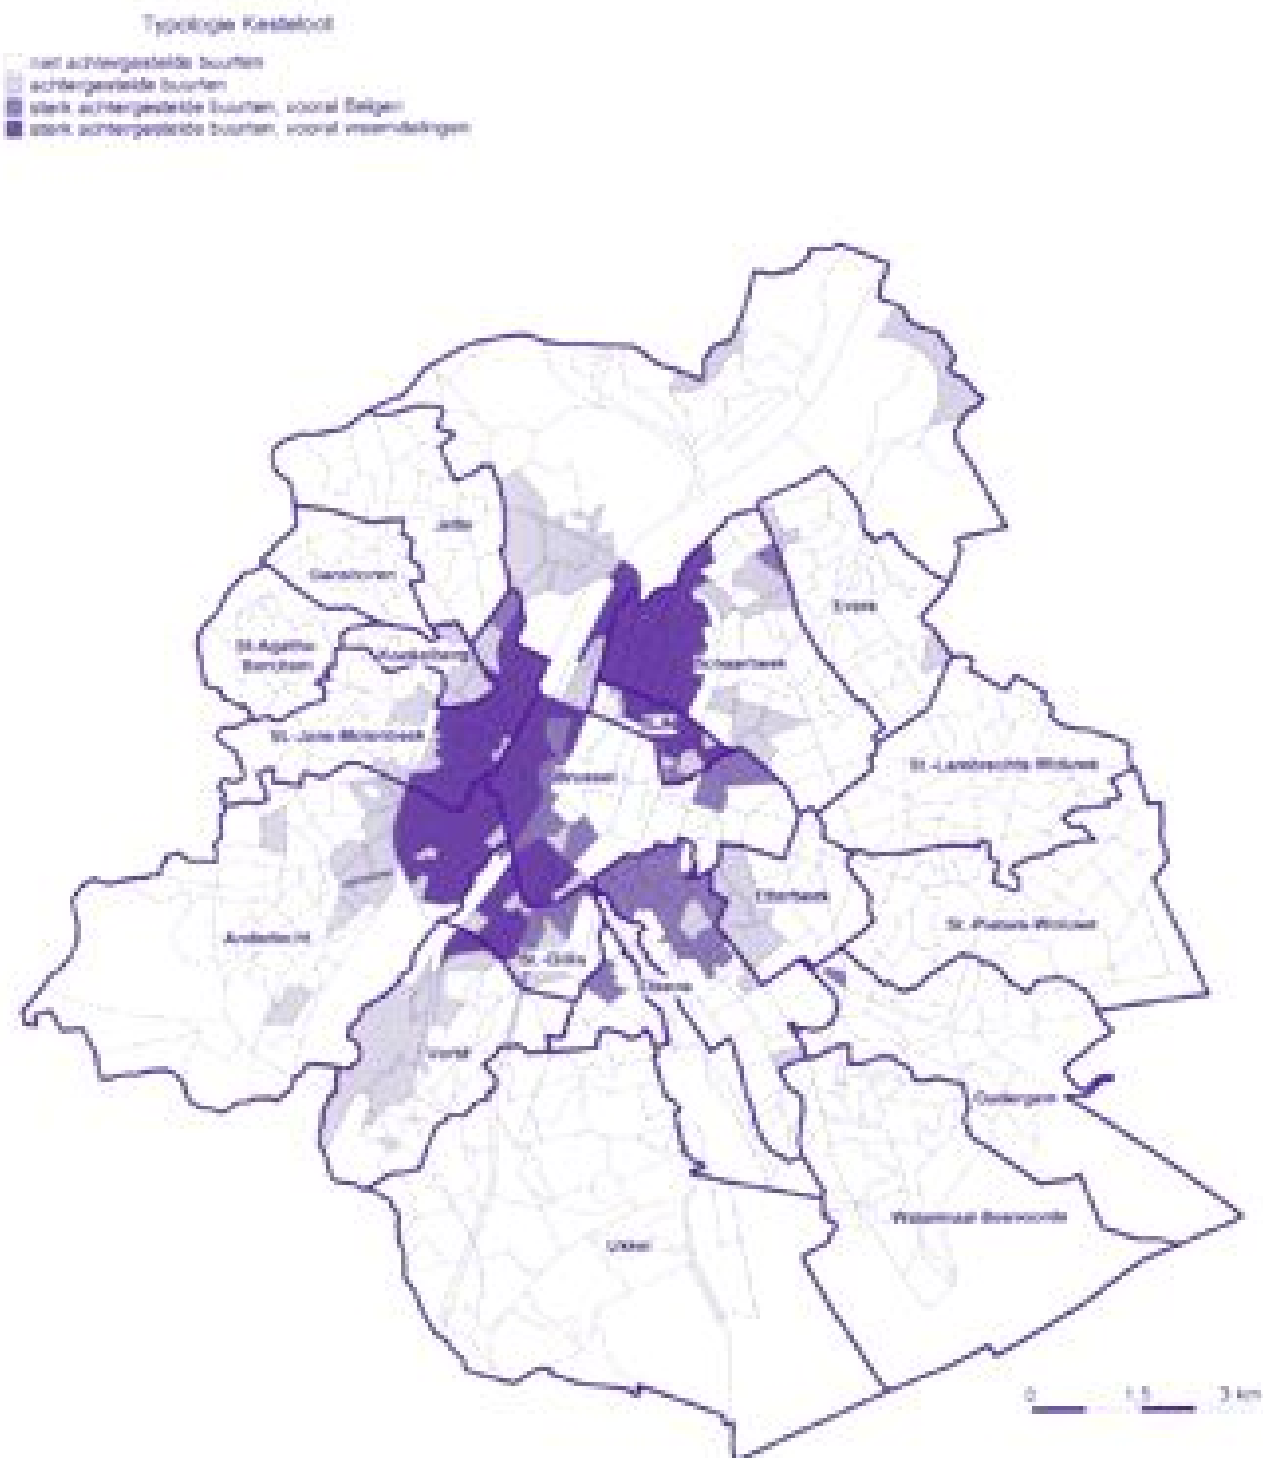 Typologie Kesteloot
niet achtergestelde buurten
achtergestelde buurten
sterk achtergestelde buurten, vooral Belgen
sterk achtergestelde buurten, vooral vreemdelingen
Jette
Ganshoren
Evere
St-Agatha-
Berchem
Koekelberg
Schaarbeek
St.-Jans-Molenbeek
Brussel
St.-Lambrechts-Woluwe
Etterbeek
St.-Pieters-Woluwe
Anderlecht
St.-Gillis
Elsene
Vorst
Oudergem
Watermaal-Bosvoorde
Ukkel
0 1.5 3 km